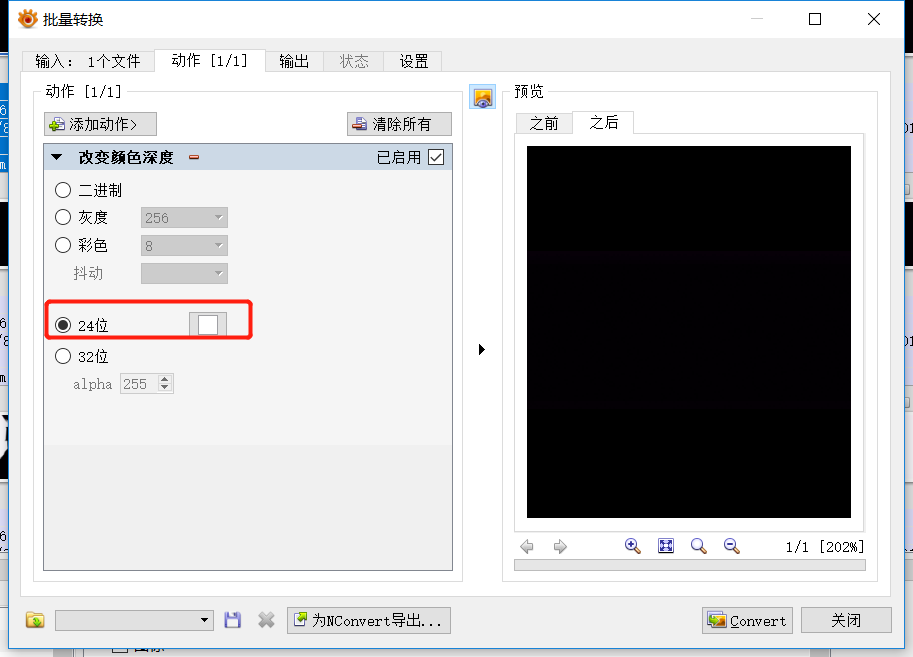 批量转换
输入： 1个文件
动作 [1/1]
输出
状态
设置
动作 [1/1]
添加动作>
清除所有
改变颜色深度
已启用
二进制
灰度 256
彩色 8
抖动
24位
32位
alpha 255
预览
之前
之后
1/1 [202%]
为NConvert导出...
Convert
关闭